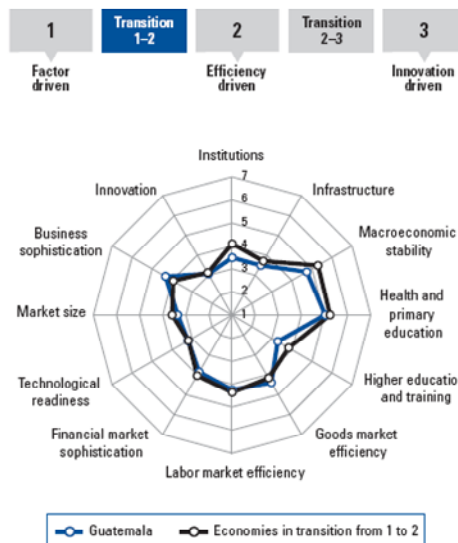 1
Transition
1–2
2
Transition
2–3
3
Factor
driven
Efficiency
driven
Innovation
driven
Institutions
7
Innovation
6
Infrastructure
5
Business
sophistication
4
Macroeconomic
stability
3
2
Market size
1
Health and
primary
education
Technological
readiness
Higher education
and training
Financial market
sophistication
Goods market
efficiency
Labor market efficiency
Guatemala
Economies in transition from 1 to 2